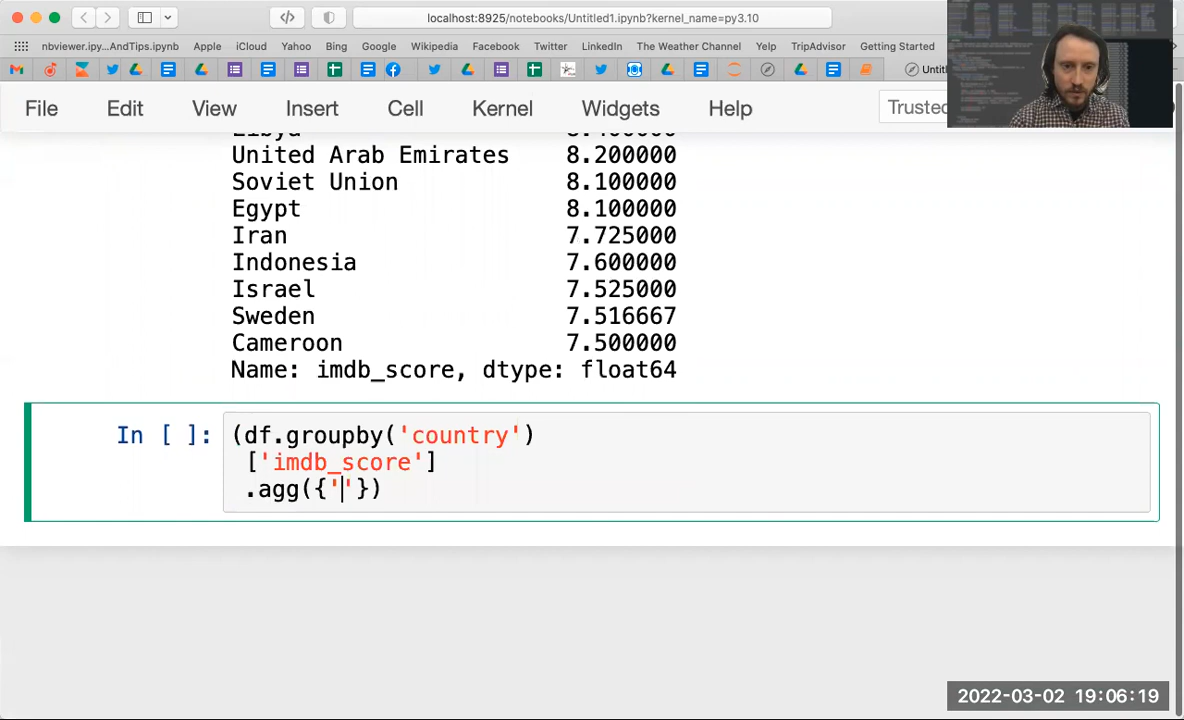 localhost:8925/notebooks/Untitled1.ipynb?kernel_name=py3.10
nbviewer.ipy...AndTips.ipynb Apple iCloud Yahoo Bing Google Wikipedia Facebook Twitter LinkedIn The Weather Channel Yelp TripAdvisor Getting Started
File Edit View Insert Cell Kernel Widgets Help Trusted
United Arab Emirates 8.200000
Soviet Union 8.100000
Egypt 8.100000
Iran 7.725000
Indonesia 7.600000
Israel 7.525000
Sweden 7.516667
Cameroon 7.500000
Name: imdb_score, dtype: float64
In [ ]: (df.groupby('country')
['imdb_score']
.agg({''})
2022-03-02 19:06:19